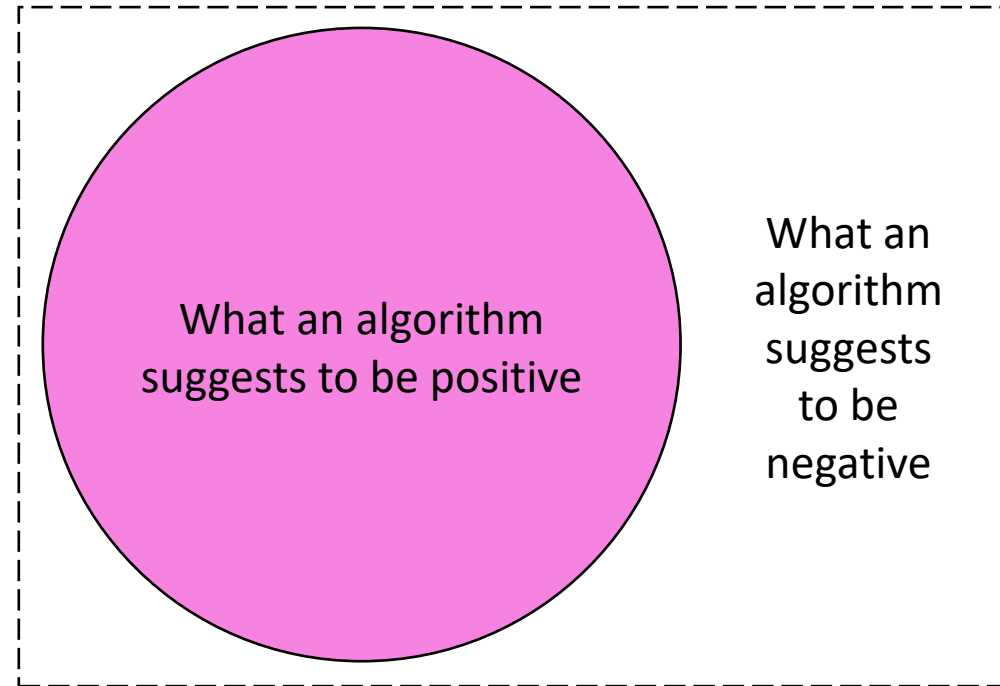 What an algorithm
suggests to be positive
What an
algorithm
suggests
to be
negative